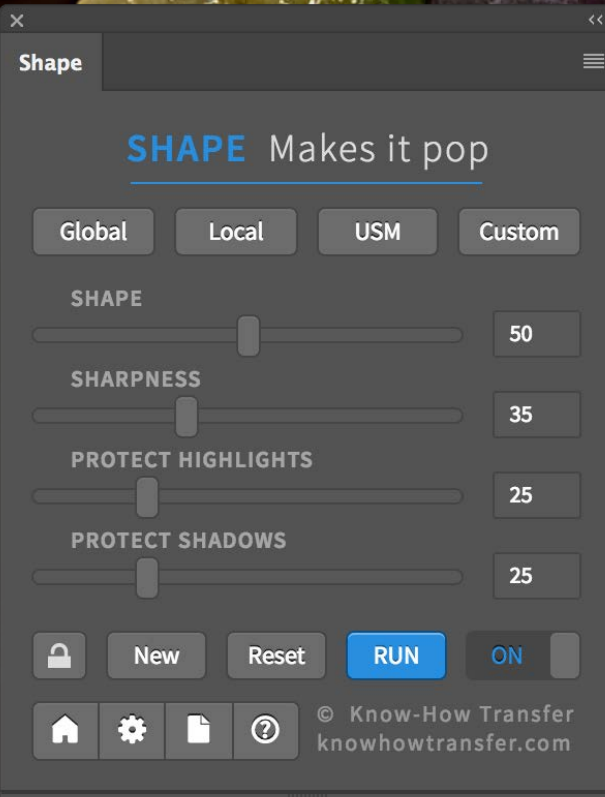 Shape
SHAPE Makes it pop
Global Local USM Custom
SHAPE
50
SHARPNESS
35
PROTECT HIGHLIGHTS
25
PROTECT SHADOWS
25
New Reset RUN ON
© Know-How Transfer
knowhowtransfer.com